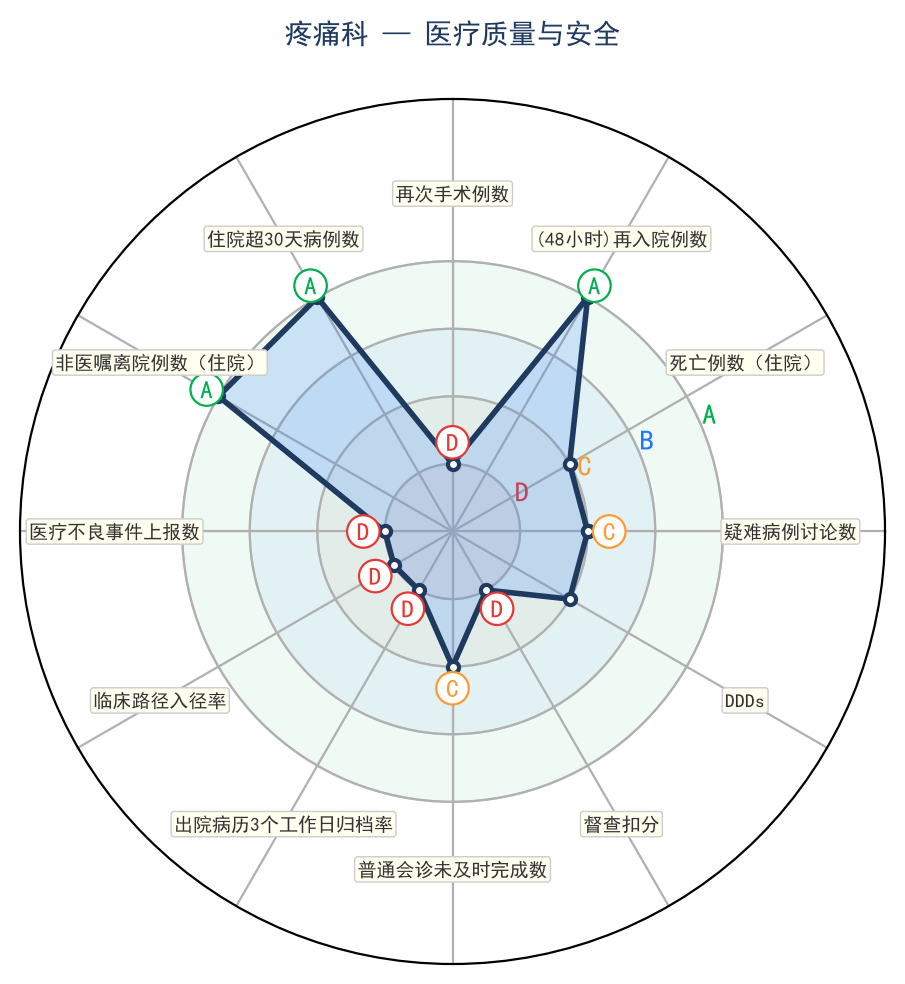 疼痛科 — 医疗质量与安全
再次手术例数
住院超30天病例数
(48小时)再入院例数
A
A
非医嘱离院例数（住院）
死亡例数（住院）
A
A
B
D
C
D
医疗不良事件上报数
D
C
疑难病例讨论数
D
D
D
C
临床路径入径率
DDDs
出院病历3个工作日归档率
督查扣分
普通会诊未及时完成数